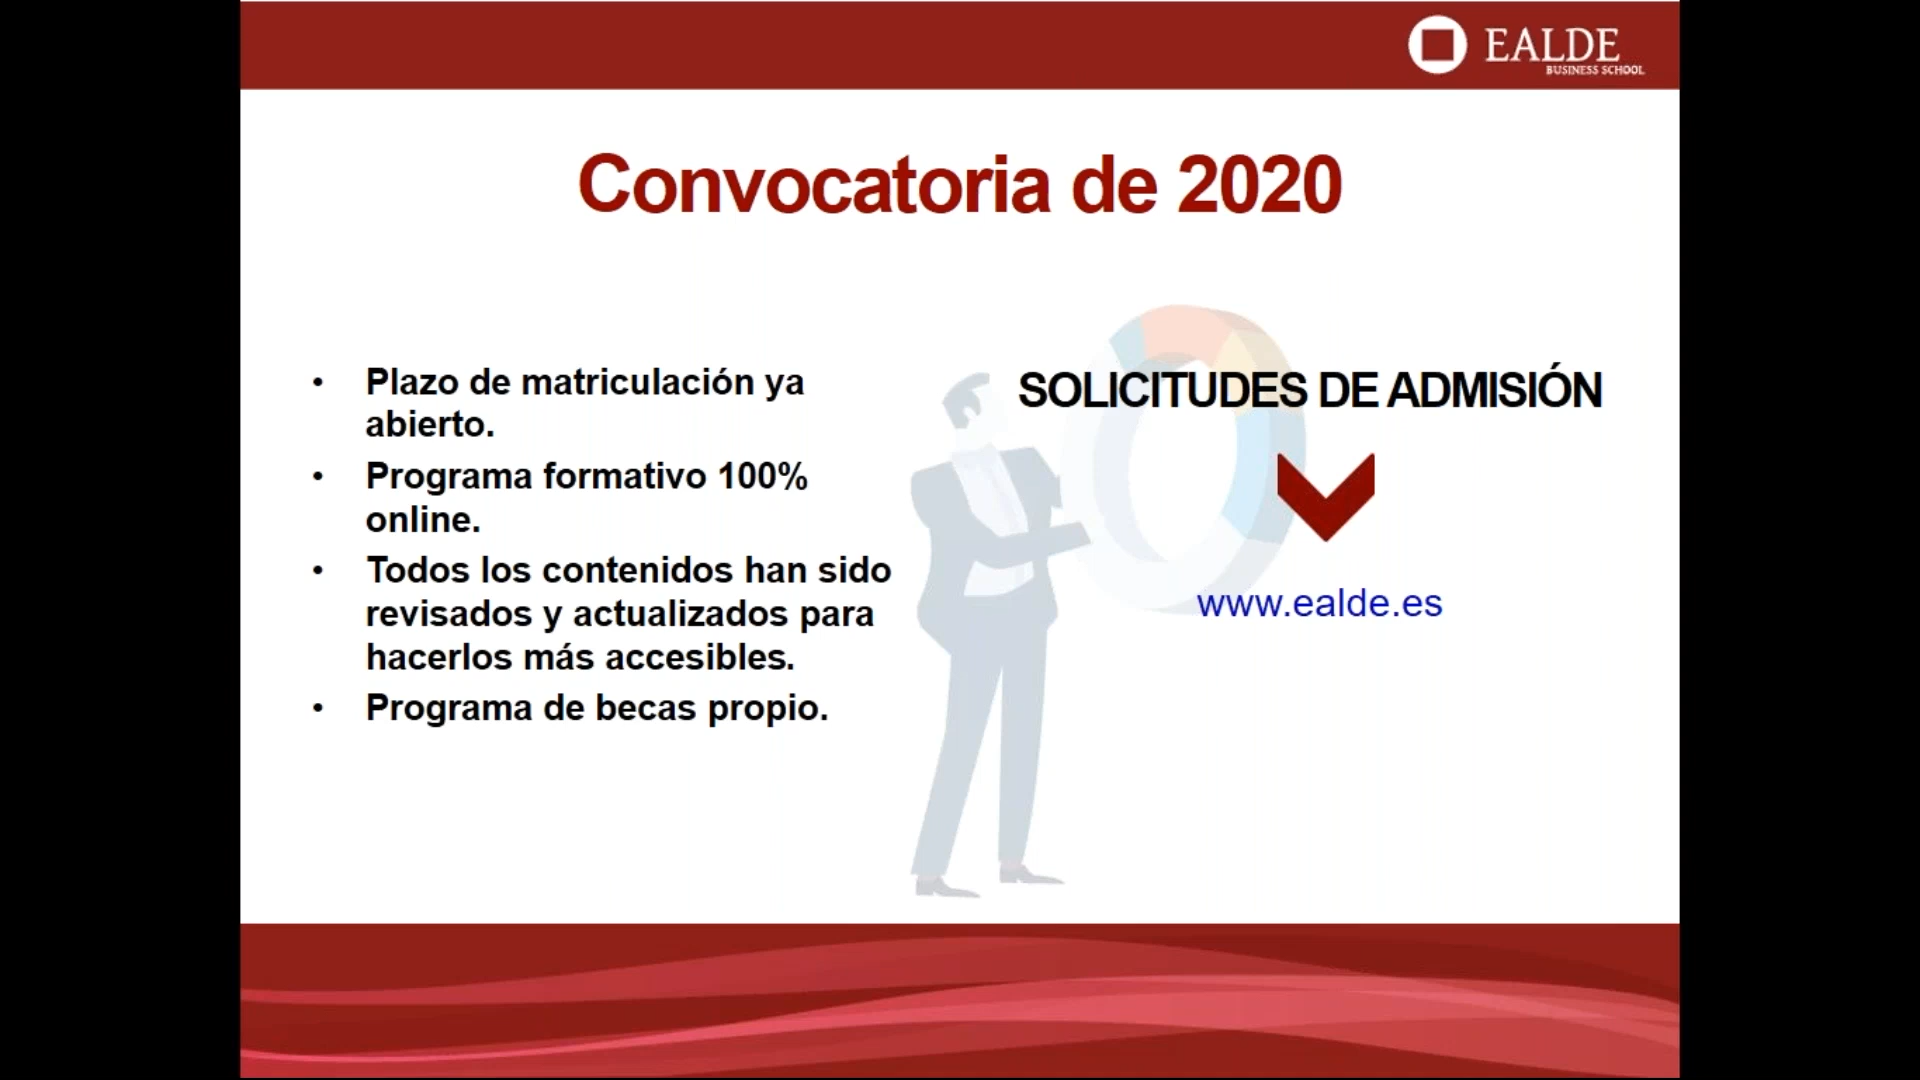 EALDE
BUSINESS SCHOOL
Convocatoria de 2020
• Plazo de matriculación ya
abierto.
• Programa formativo 100%
online.
• Todos los contenidos han sido
revisados y actualizados para
hacerlos más accesibles.
• Programa de becas propio.
SOLICITUDES DE ADMISIÓN
www.ealde.es